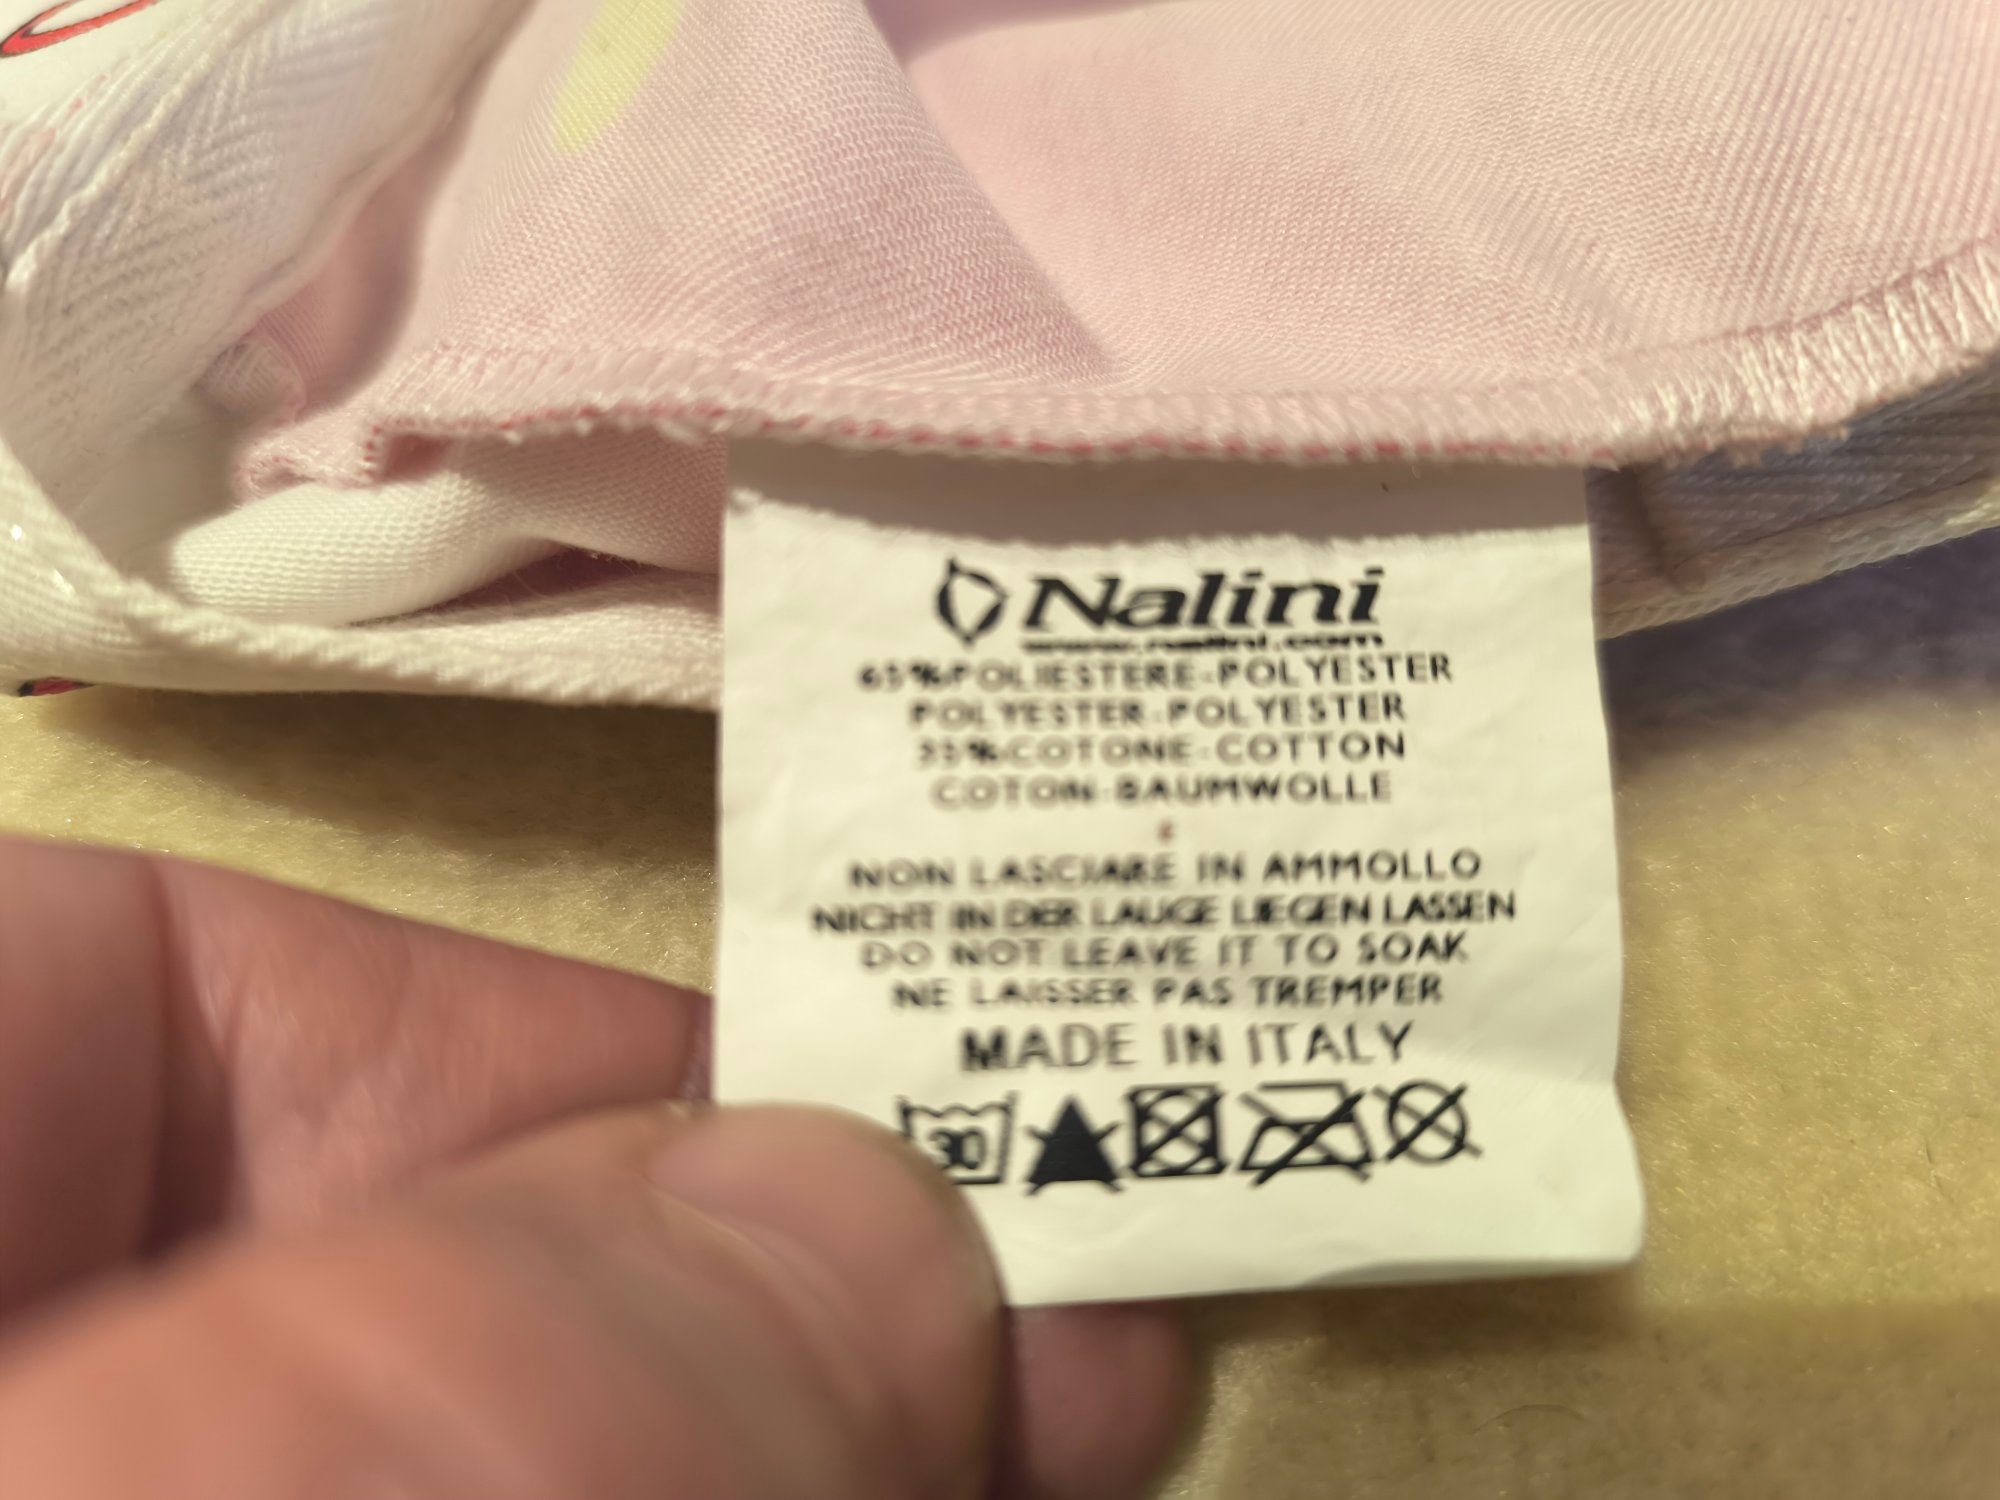 Nalini
www.nalini.com
65%POLIESTERE-POLYESTER
POLYESTER-POLYESTER
35%COTONE-COTTON
COTON-BAUMWOLLE
NON LASCIARE IN AMMOLLO
NICHT IN DER LAUGE LIEGEN LASSEN
DO NOT LEAVE IT TO SOAK
NE LAISSER PAS TREMPER
MADE IN ITALY
30